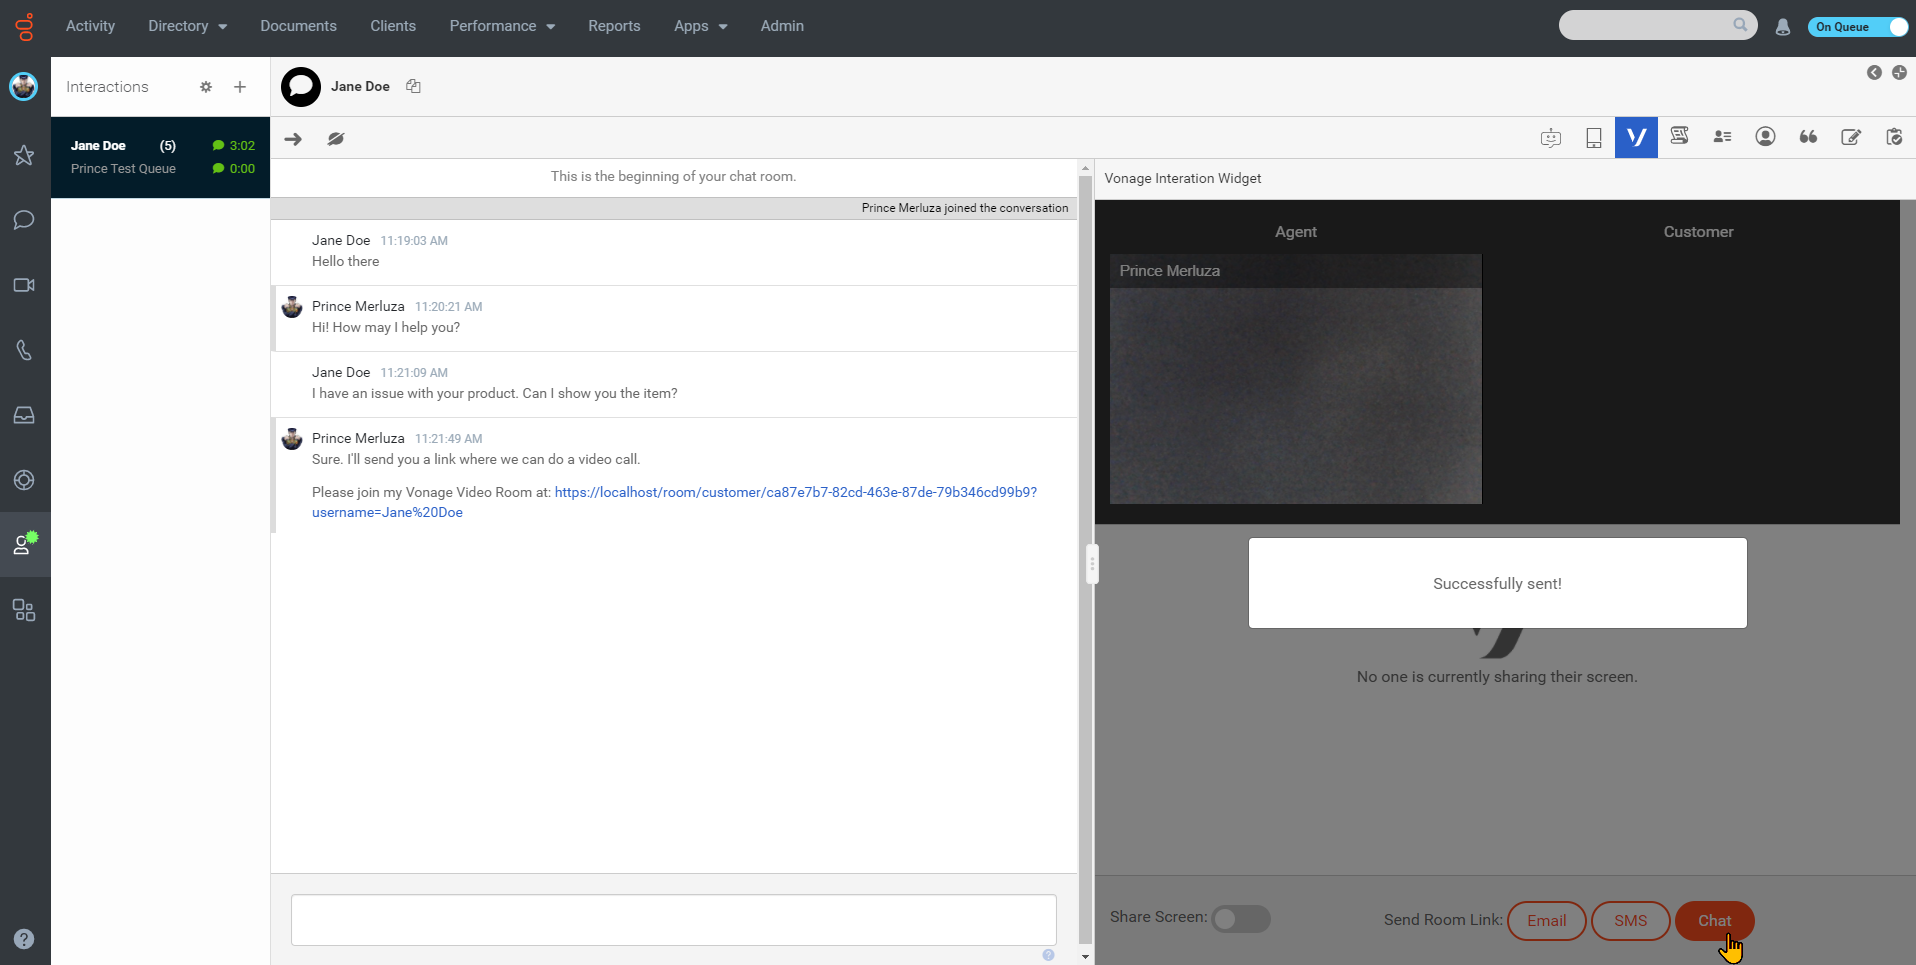 Activity Directory Documents Clients Performance Reports Apps Admin On Queue
Interactions
Jane Doe (5) 3:02
Prince Test Queue 0:00
Jane Doe
This is the beginning of your chat room.
Prince Merluza joined the conversation
Jane Doe 11:19:03 AM
Hello there
Prince Merluza 11:20:21 AM
Hi! How may I help you?
Jane Doe 11:21:09 AM
I have an issue with your product. Can I show you the item?
Prince Merluza 11:21:49 AM
Sure. I'll send you a link where we can do a video call.
Please join my Vonage Video Room at: https://localhost/room/customer/ca87e7b7-82cd-463e-87de-79b346cd99b9?
username=Jane%20Doe
Vonage Interation Widget
Agent Customer
Prince Merluza
Successfully sent!
No one is currently sharing their screen.
Share Screen: Send Room Link: Email SMS Chat